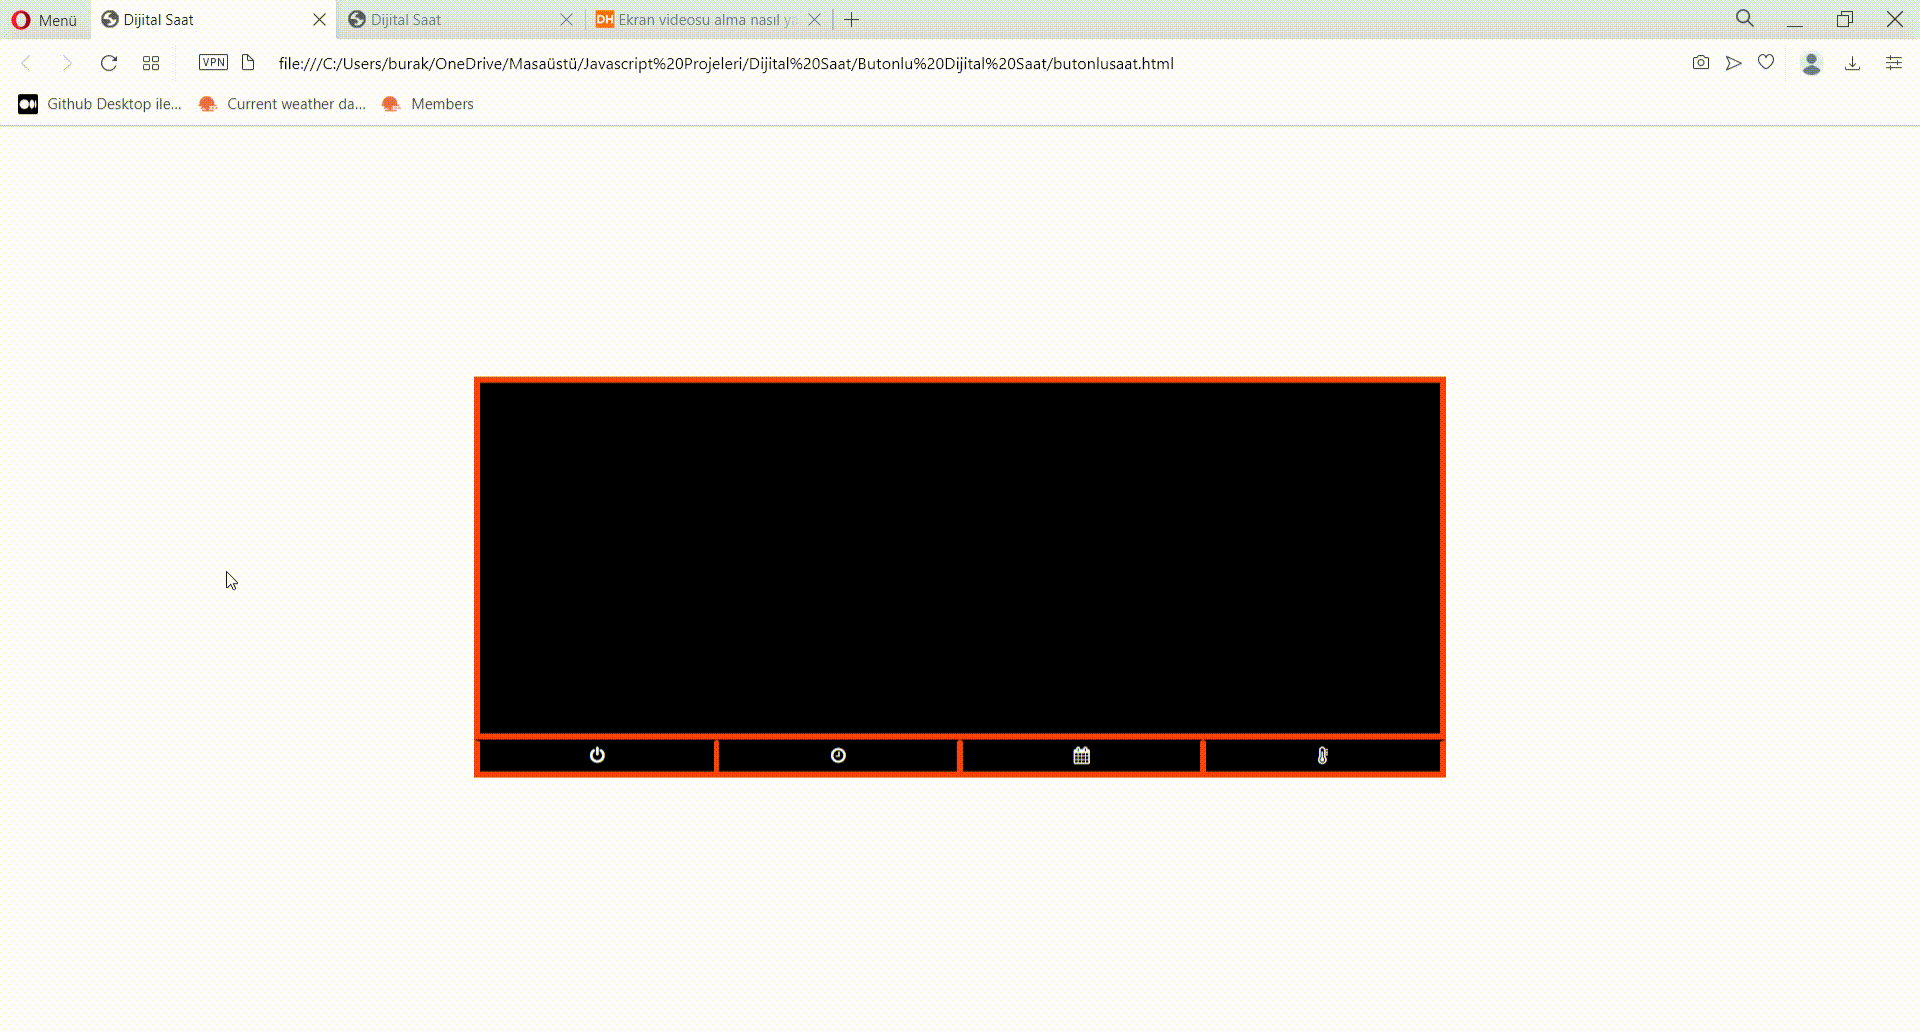 Menü
Dijital Saat
Dijital Saat
DH Ekran videosu alma nasıl
VPN
file:///C:/Users/burak/OneDrive/Masaüstü/Javascript%20Projeleri/Dijital%20Saat/Butonlu%20Dijital%20Saat/butonlusaat.html
Github Desktop ile...
Current weather da...
Members